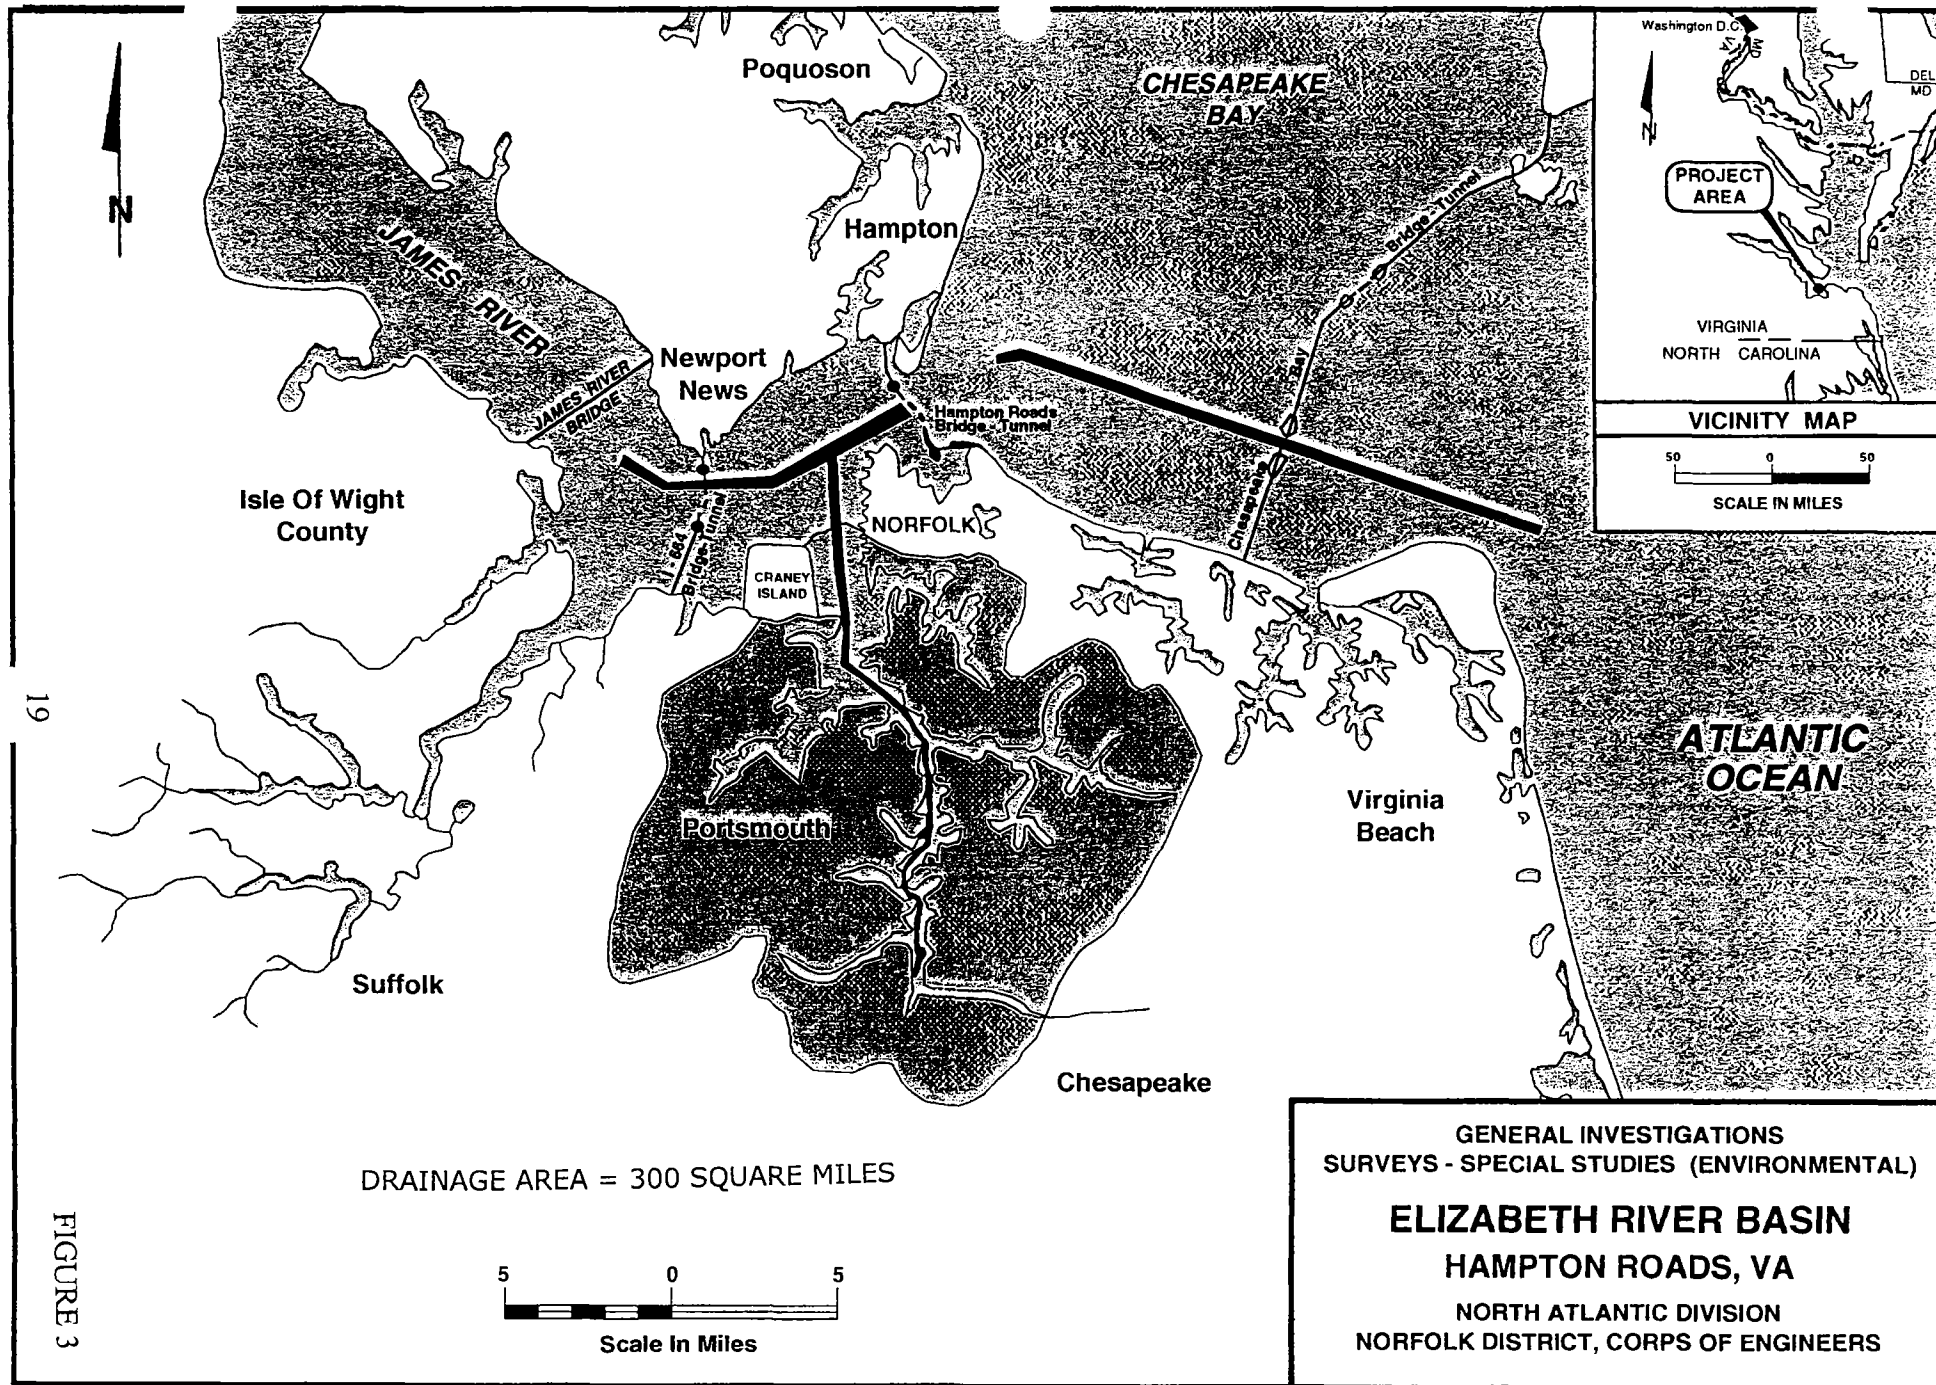 Poquoson
CHESAPEAKE
BAY
Washington D.C.
VA
MD
DEL
MD
N
N
PROJECT
AREA
Bridge - Tunnel
Hampton
JAMES RIVER
VIRGINIA
NORTH CAROLINA
Newport
News
JAMES RIVER
BRIDGE
Bay
Hampton Roads
Bridge - Tunnel
VICINITY MAP
50 0 50
SCALE IN MILES
Chesapeake
Isle Of Wight
County
I - 664
Bridge-Tunnel
NORFOLK
CRANEY
ISLAND
19
ATLANTIC
OCEAN
Virginia
Beach
Portsmouth
Suffolk
Chesapeake
DRAINAGE AREA = 300 SQUARE MILES
FIGURE 3
5 0 5
Scale In Miles
GENERAL INVESTIGATIONS
SURVEYS - SPECIAL STUDIES (ENVIRONMENTAL)
ELIZABETH RIVER BASIN
HAMPTON ROADS, VA
NORTH ATLANTIC DIVISION
NORFOLK DISTRICT, CORPS OF ENGINEERS